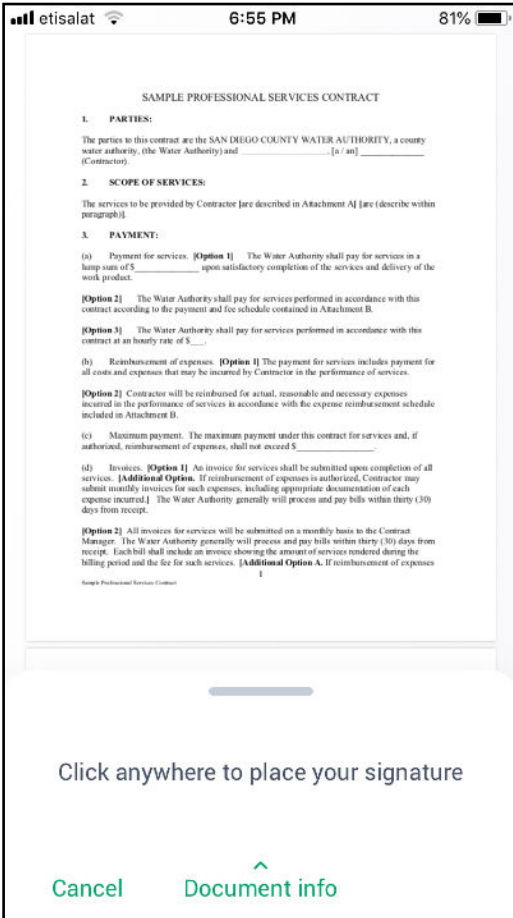 etisalat 6:55 PM 81%
SAMPLE PROFESSIONAL SERVICES CONTRACT
1. PARTIES:
The parties to this contract are the SAN DIEGO COUNTY WATER AUTHORITY, a county
water authority, (the Water Authority) and ____________________, [a / an] _______________
(Contractor).
2. SCOPE OF SERVICES:
The services to be provided by Contractor [are described in Attachment A] [are (describe within
paragraph)].
3. PAYMENT:
(a) Payment for services. [Option 1] The Water Authority shall pay for services in a
lump sum of $_______________ upon satisfactory completion of the services and delivery of the
work product.
[Option 2] The Water Authority shall pay for services performed in accordance with this
contract according to the payment and fee schedule contained in Attachment B.
[Option 3] The Water Authority shall pay for services performed in accordance with this
contract at an hourly rate of $___.
(b) Reimbursement of expenses. [Option 1] The payment for services includes payment for
all costs and expenses that may be incurred by Contractor in the performance of services.
[Option 2] Contractor will be reimbursed for actual, reasonable and necessary expenses
incurred in the performance of services in accordance with the expense reimbursement schedule
included in Attachment B.
(c) Maximum payment. The maximum payment under this contract for services and, if
authorized, reimbursement of expenses, shall not exceed $__________________.
(d) Invoices. [Option 1] An invoice for services shall be submitted upon completion of all
services. [Additional Option. If reimbursement of expenses is authorized, Contractor may
submit monthly invoices for such expenses, including appropriate documentation of each
expense incurred.] The Water Authority generally will process and pay bills within thirty (30)
days from receipt.
[Option 2] All invoices for services will be submitted on a monthly basis to the Contract
Manager. The Water Authority generally will process and pay bills within thirty (30) days from
receipt. Each bill shall include an invoice showing the amount of services rendered during the
billing period and the fee for such services. [Additional Option A. If reimbursement of expenses
1
Sample Professional Services Contract
Click anywhere to place your signature
Cancel Document info